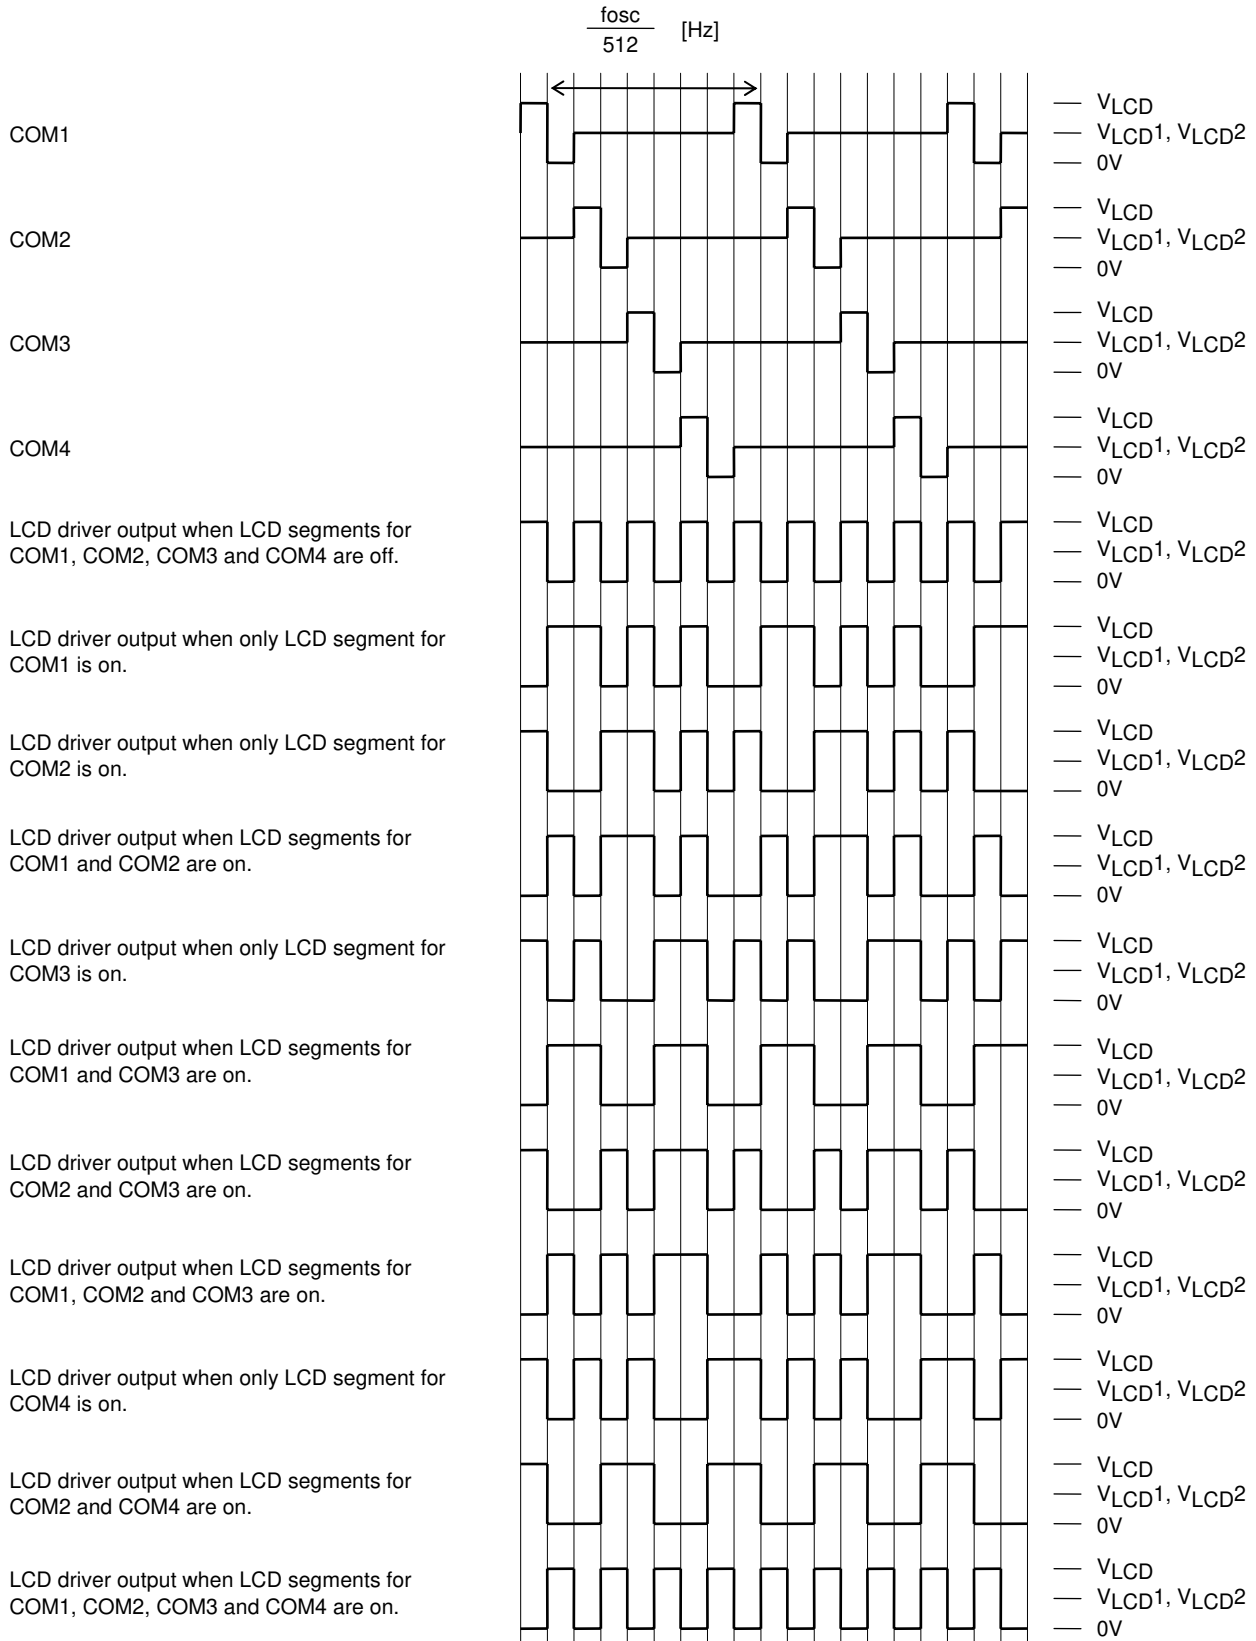 fosc
512
[Hz]
COM1
VLCD
VLCD1, VLCD2
0V
COM2
VLCD
VLCD1, VLCD2
0V
COM3
VLCD
VLCD1, VLCD2
0V
COM4
VLCD
VLCD1, VLCD2
0V
LCD driver output when LCD segments for
COM1, COM2, COM3 and COM4 are off.
VLCD
VLCD1, VLCD2
0V
LCD driver output when only LCD segment for
COM1 is on.
VLCD
VLCD1, VLCD2
0V
LCD driver output when only LCD segment for
COM2 is on.
VLCD
VLCD1, VLCD2
0V
LCD driver output when LCD segments for
COM1 and COM2 are on.
VLCD
VLCD1, VLCD2
0V
LCD driver output when only LCD segment for
COM3 is on.
VLCD
VLCD1, VLCD2
0V
LCD driver output when LCD segments for
COM1 and COM3 are on.
VLCD
VLCD1, VLCD2
0V
LCD driver output when LCD segments for
COM2 and COM3 are on.
VLCD
VLCD1, VLCD2
0V
LCD driver output when LCD segments for
COM1, COM2 and COM3 are on.
VLCD
VLCD1, VLCD2
0V
LCD driver output when only LCD segment for
COM4 is on.
VLCD
VLCD1, VLCD2
0V
LCD driver output when LCD segments for
COM2 and COM4 are on.
VLCD
VLCD1, VLCD2
0V
LCD driver output when LCD segments for
COM1, COM2, COM3 and COM4 are on.
VLCD
VLCD1, VLCD2
0V